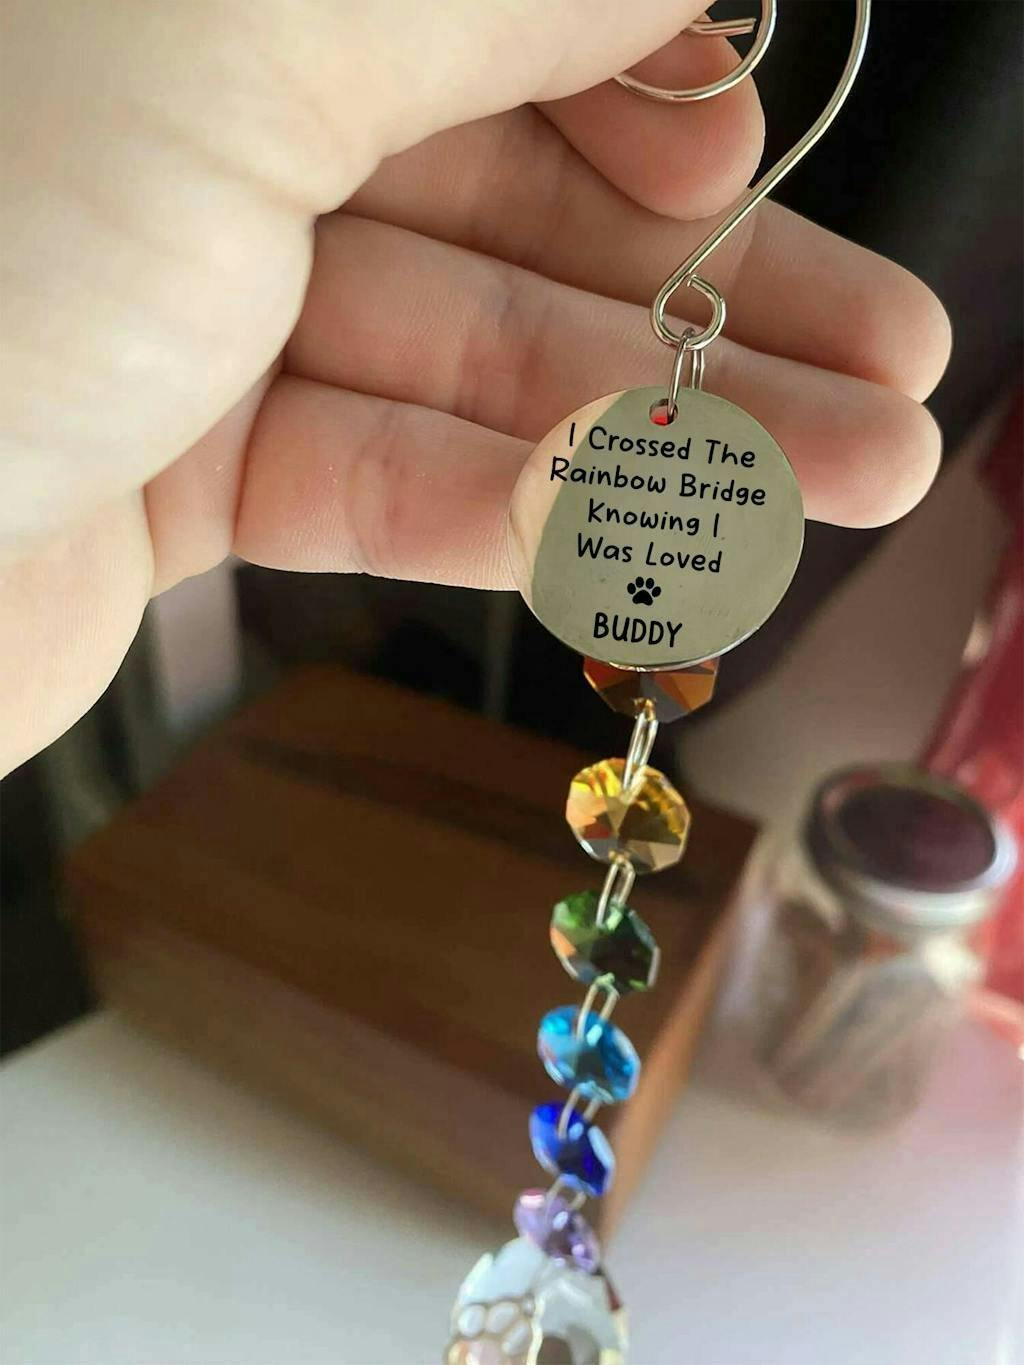 I Crossed The
Rainbow Bridge
Knowing I
Was Loved
BUDDY